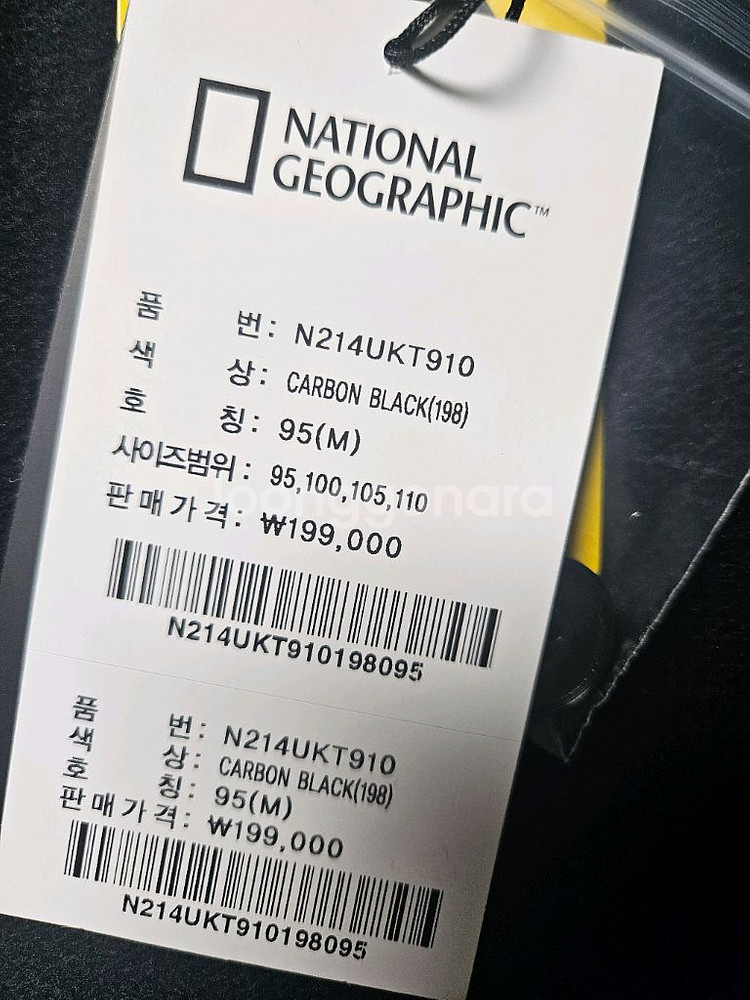 NATIONAL
GEOGRAPHIC™
품 번 : N214UKT910
색 상 : CARBON BLACK(198)
호 칭 : 95(M)
사이즈범위 : 95,100,105,110
판매가격 : ₩199,000
N214UKT910198095
품 번 : N214UKT910
색 상 : CARBON BLACK(198)
호 칭 : 95(M)
판매가격 : ₩199,000
N214UKT910198095